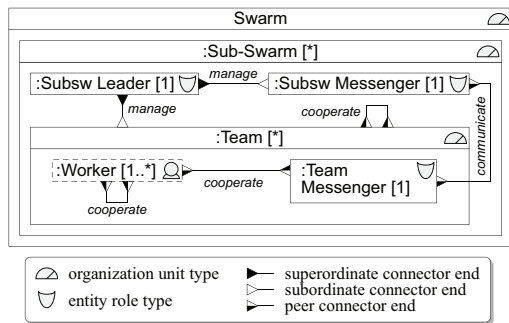 Swarm
:Sub-Swarm [*]
:Subsw Leader [1]
manage
:Subsw Messenger [1]
manage
cooperate
communicate
:Team [*]
:Worker [1..*]
cooperate
:Team
Messenger [1]
cooperate
organization unit type
superordinate connector end
subordinate connector end
entity role type
peer connector end